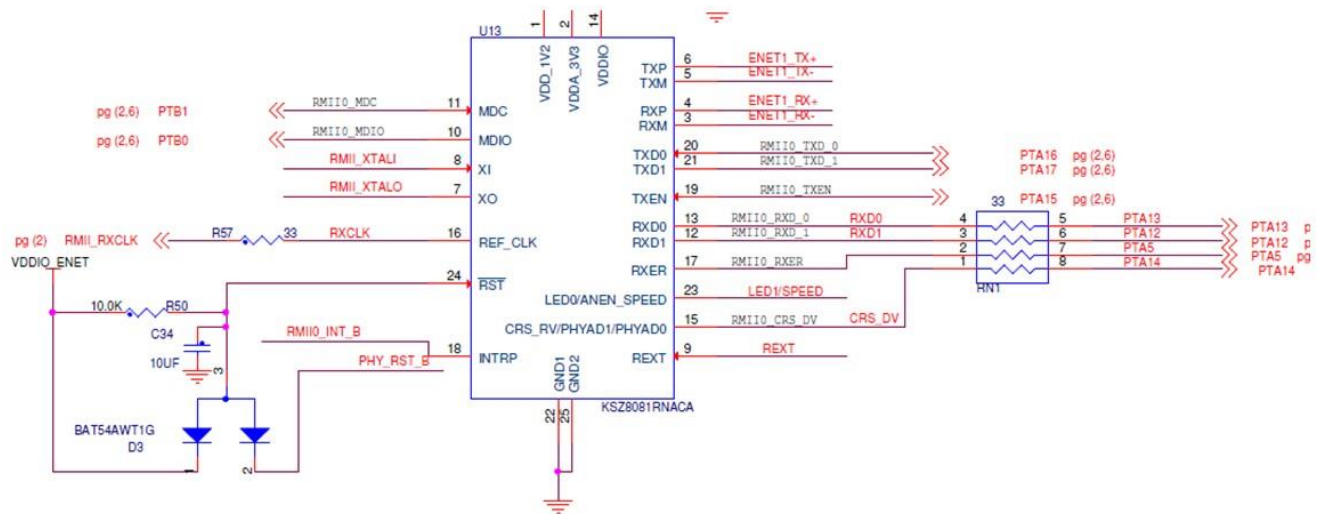 U13
1
2
14
VDD_1V2
VDDA_3V3
VDDIO
pg (2,6) PTB1
RMII0_MDC
11
MDC
pg (2,6) PTB0
RMII0_MDIO
10
MDIO
RMII_XTALI
8
XI
RMII_XTALO
7
XO
pg (2) RMII_RXCLK
R57
33
RXCLK
16
REF_CLK
VDDIO_ENET
24
RST
10.0K
R50
C34
10UF
RMII0_INT_B
18
INTRP
PHY_RST_B
3
BAT54AWT1G
D3
1
2
TXP
6
ENET1_TX+
TXM
5
ENET1_TX-
RXP
4
ENET1_RX+
RXM
3
ENET1_RX-
TXD0
20
RMII0_TXD_0
PTA16 pg (2,6)
TXD1
21
RMII0_TXD_1
PTA17 pg (2,6)
TXEN
19
RMII0_TXEN
PTA15 pg (2,6)
33
RXD0
13
RMII0_RXD_0
RXD0
4
5
PTA13
PTA13 p
RXD1
12
RMII0_RXD_1
RXD1
3
6
PTA12
PTA12 p
2
7
PTA5
PTA5 pg
RXER
17
RMII0_RXER
1
8
PTA14
PTA14
RN1
LED0/ANEN_SPEED
23
LED1/SPEED
CRS_RV/PHYAD1/PHYAD0
15
RMII0_CRS_DV
CRS_DV
REXT
9
REXT
GND1
GND2
22
25
KSZ8081RNACA